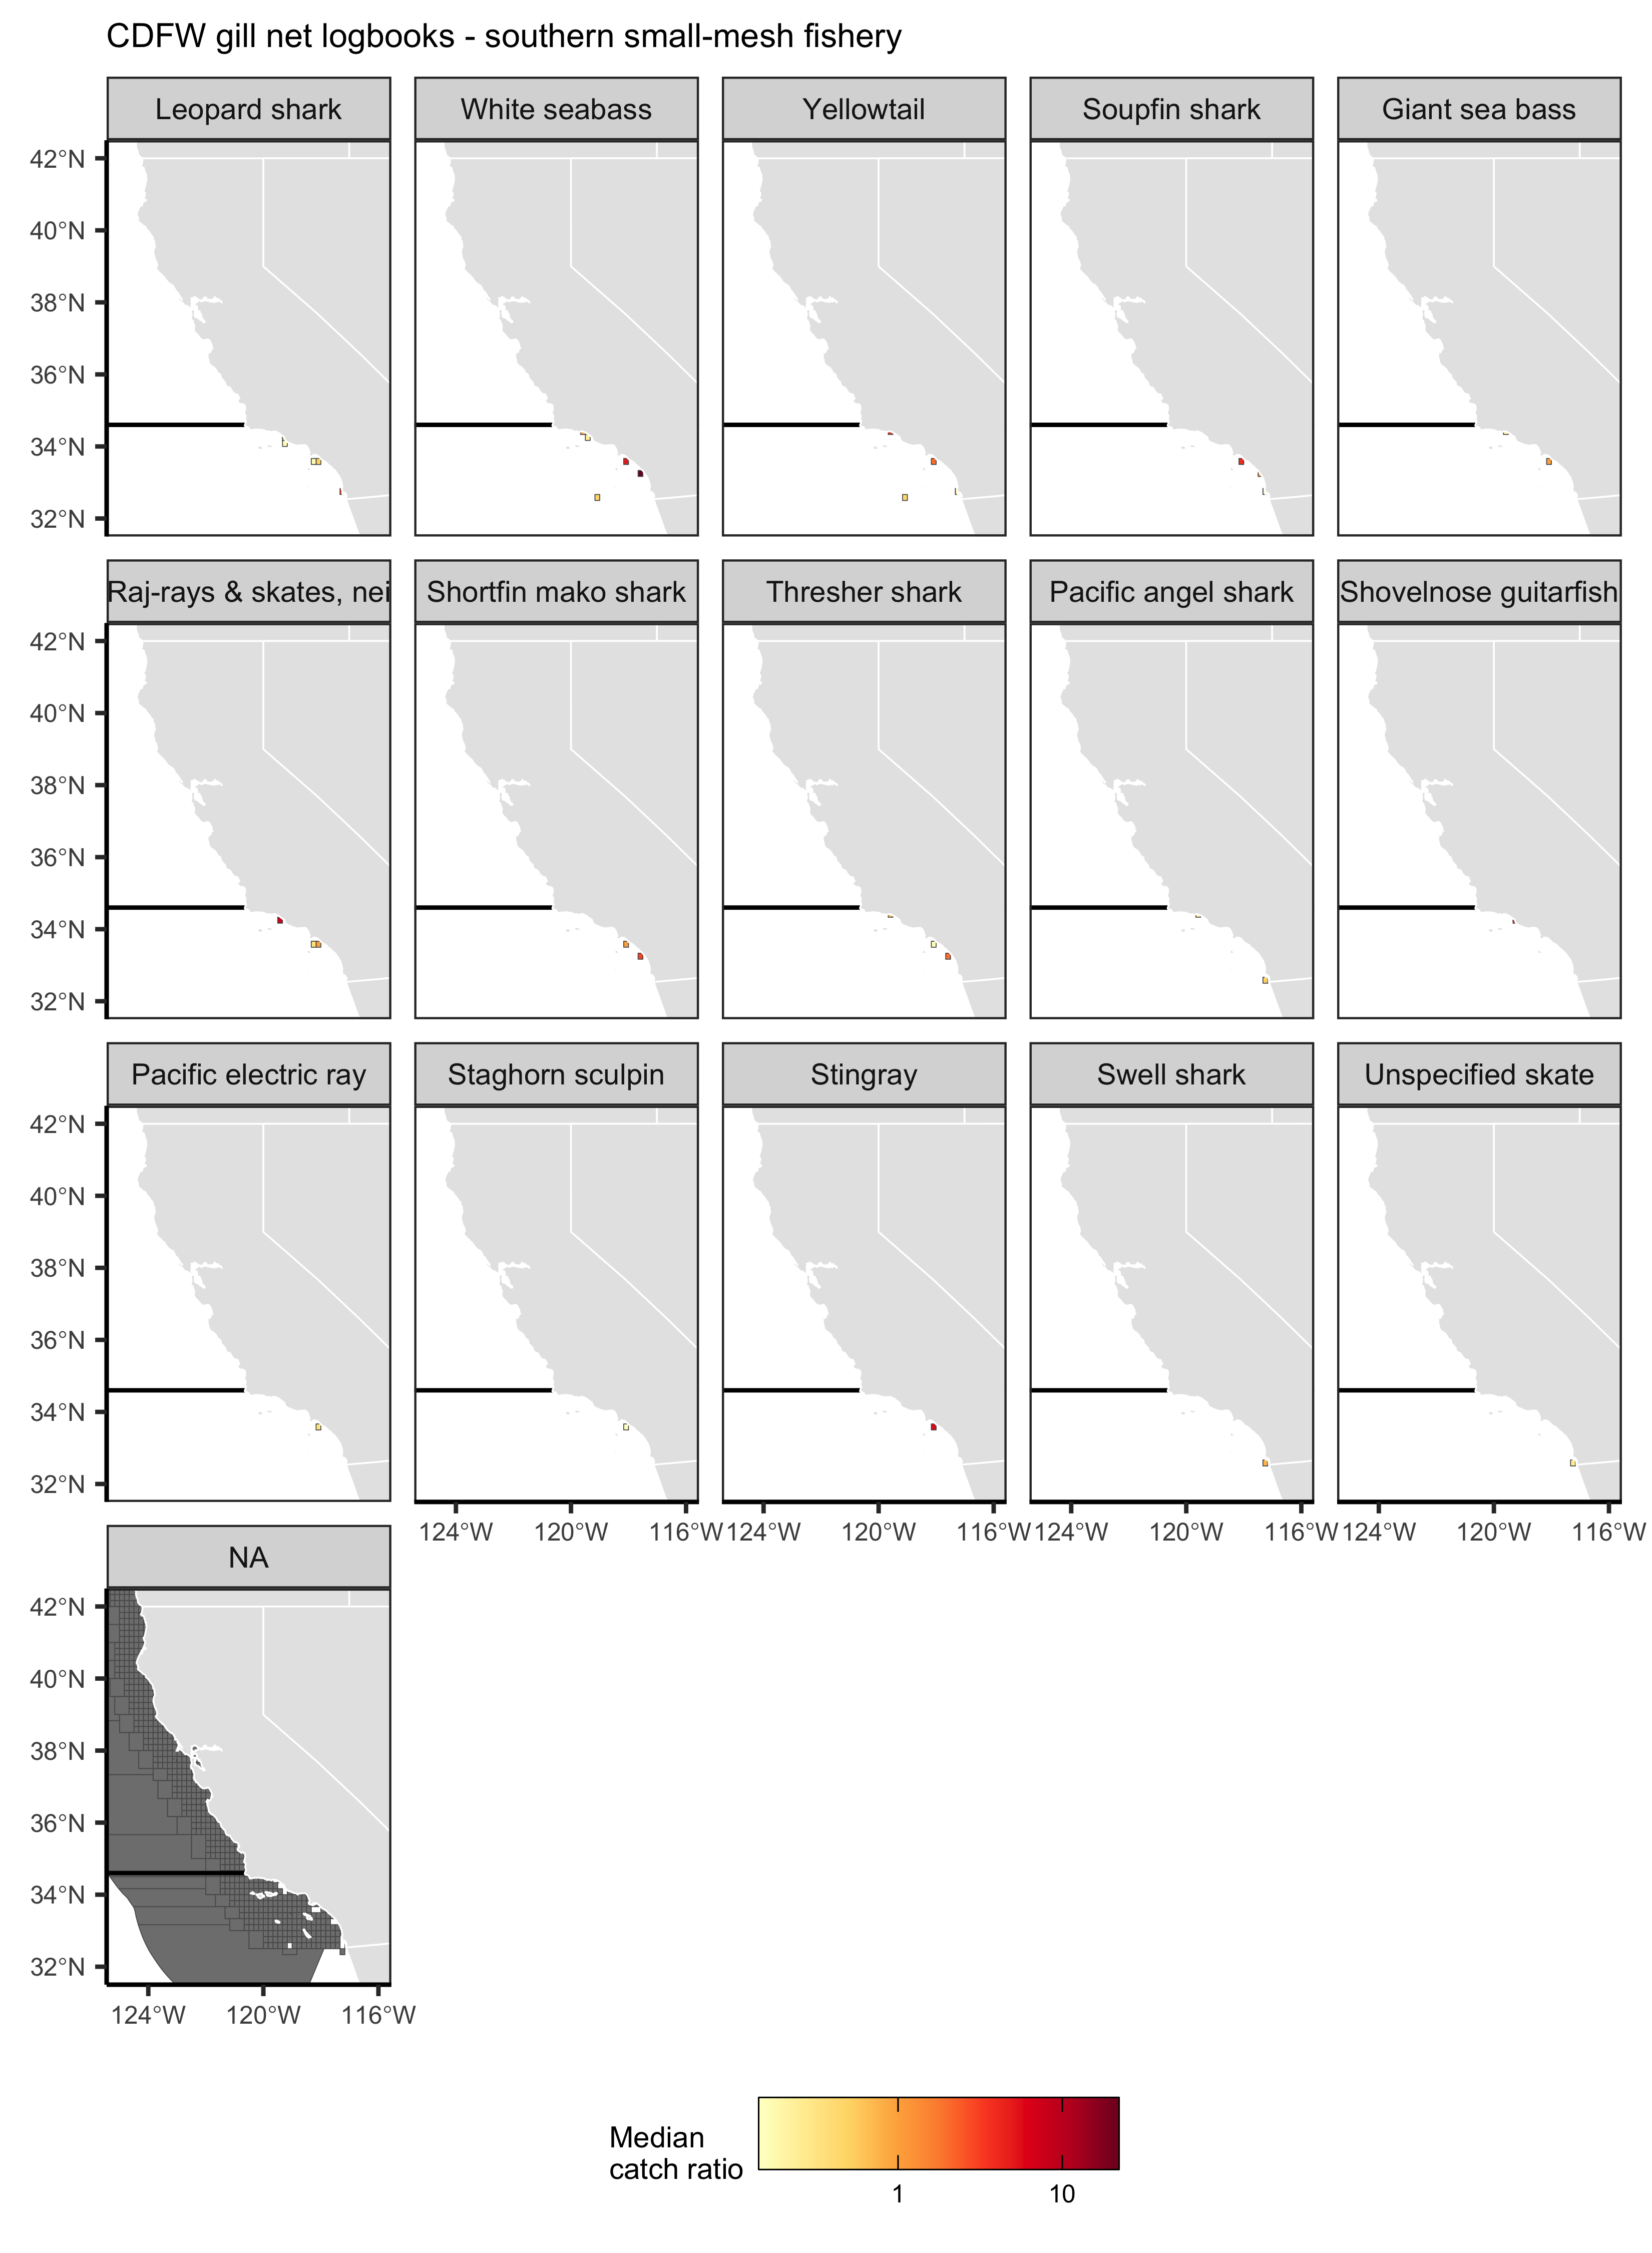 CDFW gill net logbooks - southern small-mesh fishery
Leopard shark
White seabass
Yellowtail
Soupfin shark
Giant sea bass
42°N
40°N
38°N
36°N
34°N
32°N
Raj-rays & skates, nei
Shortfin mako shark
Thresher shark
Pacific angel shark
Shovelnose guitarfish
42°N
40°N
38°N
36°N
34°N
32°N
Pacific electric ray
Staghorn sculpin
Stingray
Swell shark
Unspecified skate
42°N
40°N
38°N
36°N
34°N
32°N
124°W 120°W 116°W
124°W 120°W 116°W
124°W 120°W 116°W
124°W 120°W 116°W
NA
42°N
40°N
38°N
36°N
34°N
32°N
124°W 120°W 116°W
Median
catch ratio
1 10